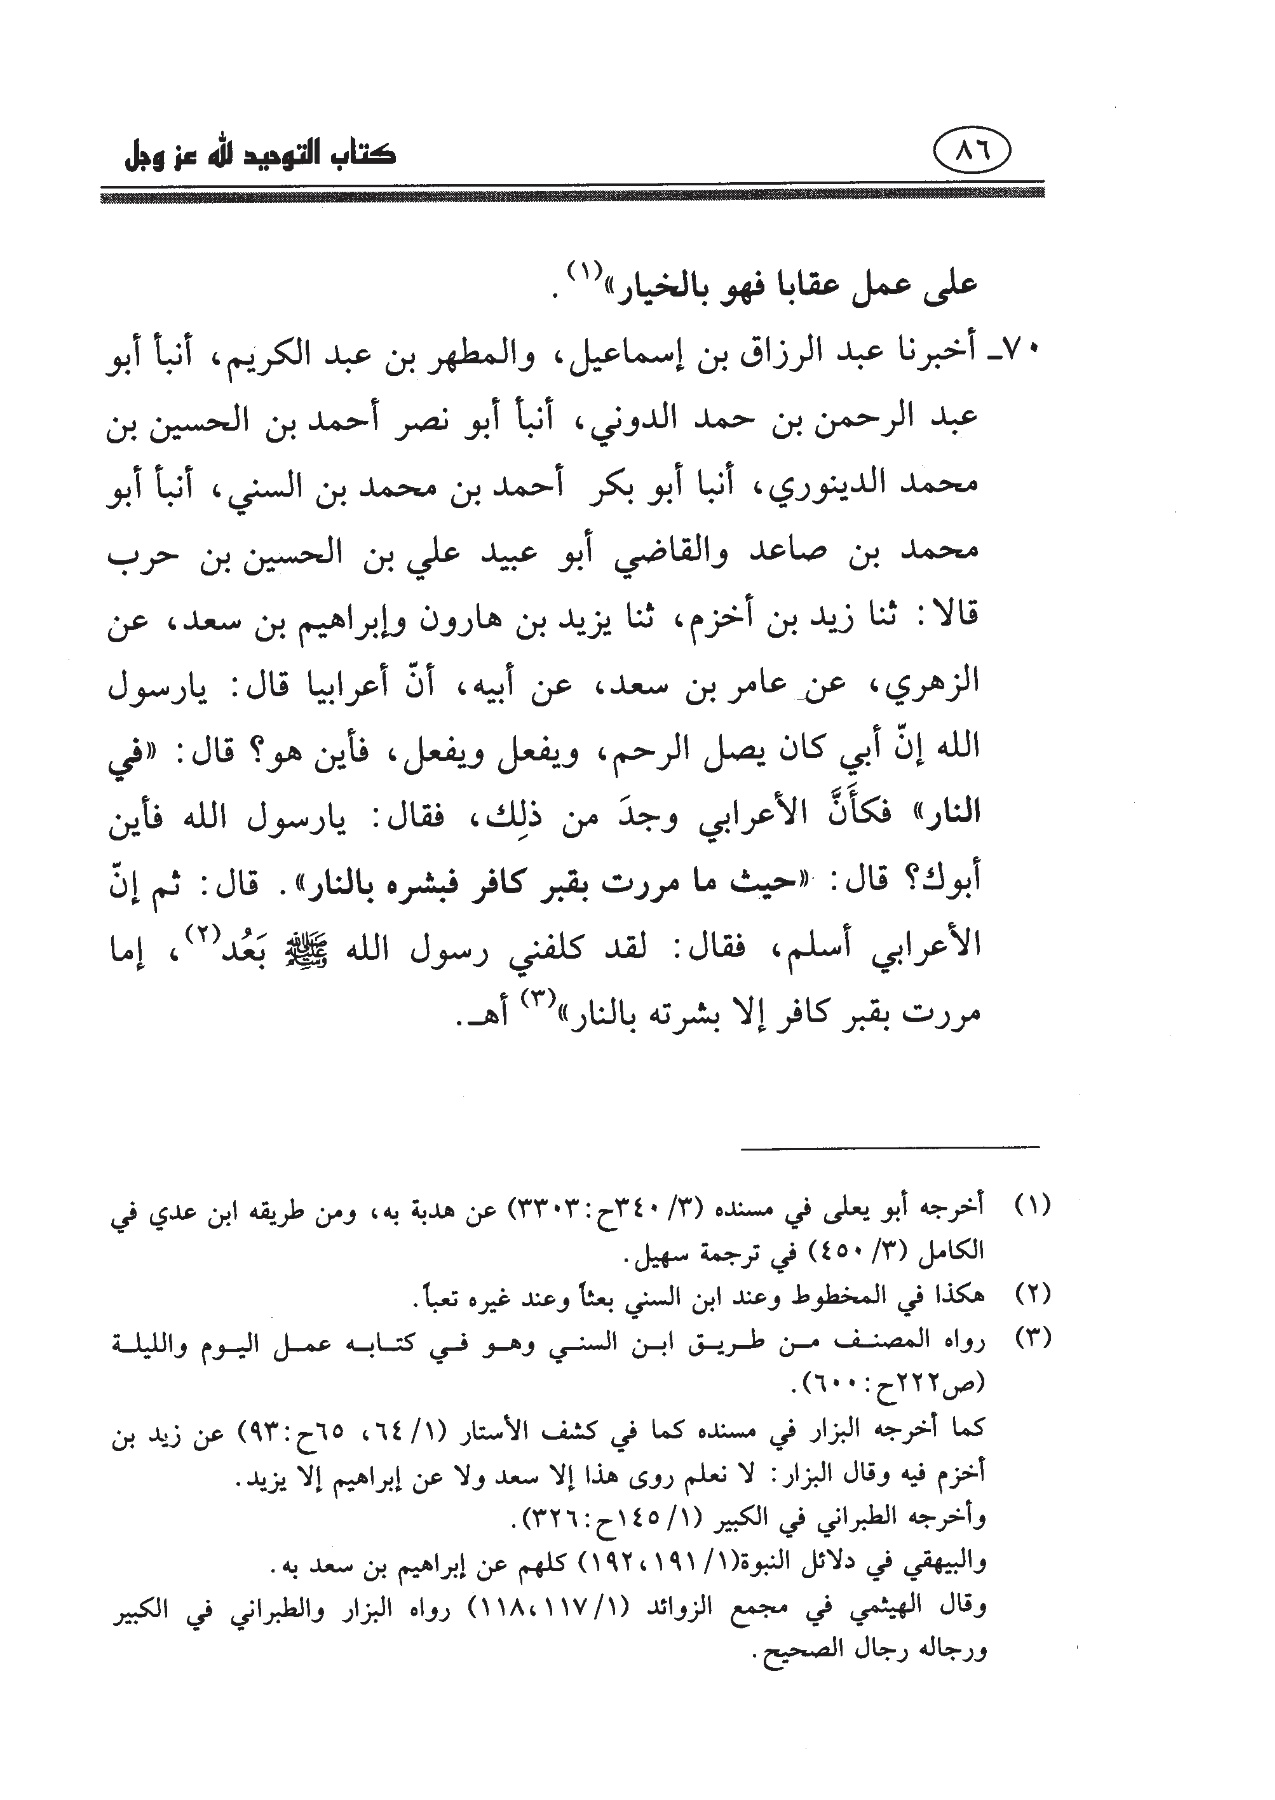 ٨٦
كتاب التوحيد لله عز وجل
على عمل عقابا فهو بالخيار»(١).
٧٠ـ أخبرنا عبد الرزاق بن إسماعيل، والمطهر بن عبد الكريم، أنبأ أبو
عبد الرحمن بن حمد الدوني، أنبأ أبو نصر أحمد بن الحسين بن
محمد الدينوري، أنبا أبو بكر أحمد بن محمد بن السني، أنبأ أبو
محمد بن صاعد والقاضي أبو عبيد علي بن الحسين بن حرب
قالا: ثنا زيد بن أخزم، ثنا يزيد بن هارون وإبراهيم بن سعد، عن
الزهري، عن عامر بن سعد، عن أبيه، أنّ أعرابيا قال: يارسول
الله إنّ أبي كان يصل الرحم، ويفعل ويفعل، فأين هو؟ قال: «في
النار» فكأَنَّ الأعرابي وجدَ من ذلِك، فقال: يارسول الله فأين
أبوك؟ قال: «حيث ما مررت بقبر كافر فبشره بالنار». قال: ثم إنّ
الأعرابي أسلم، فقال: لقد كلفني رسول الله ﷺ بَعُد(٢)، إما
مررت بقبر كافر إلا بشرته بالنار»(٣) أهـ.
(١) أخرجه أبو يعلى في مسنده (٣/ ٣٤٠ح:٣٣٠٣) عن هدبة به، ومن طريقه ابن عدي في
الكامل (٣/ ٤٥٠) في ترجمة سهيل.
(٢) هكذا في المخطوط وعند ابن السني بعثاً وعند غيره تعباً.
(٣) رواه المصنف من طريق ابن السني وهو في كتابه عمل اليوم والليلة
(ص٢٢٢ح:٦٠٠).
كما أخرجه البزار في مسنده كما في كشف الأستار (١/ ٦٤، ٦٥ح:٩٣) عن زيد بن
أخزم فيه وقال البزار: لا نعلم روى هذا إلا سعد ولا عن إبراهيم إلا يزيد.
وأخرجه الطبراني في الكبير (١/ ١٤٥ح:٣٢٦).
والبيهقي في دلائل النبوة(١/ ١٩١، ١٩٢) كلهم عن إبراهيم بن سعد به.
وقال الهيثمي في مجمع الزوائد (١/ ١١٧، ١١٨) رواه البزار والطبراني في الكبير
ورجاله رجال الصحيح.